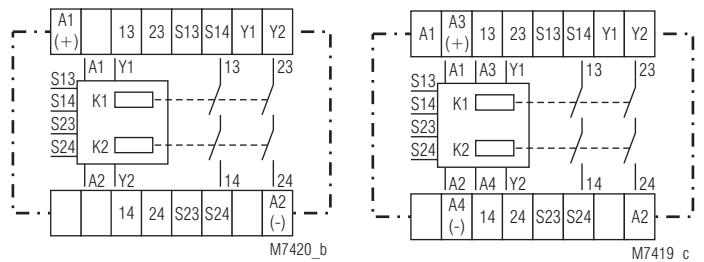 A1 (+) 13 23 S13 S14 Y1 Y2
A1 Y1 13 23
S13
S14 K1
S23
S24 K2
A2 Y2 14 24
14 24 S23 S24 A2 (-)
M7420_b
A1 A3 (+) 13 23 S13 S14 Y1 Y2
A1 A3 Y1 13 23
S13
S14 K1
S23
S24 K2
A2 A4 Y2 14 24
A4 (-) 14 24 S23 S24 A2
M7419_c